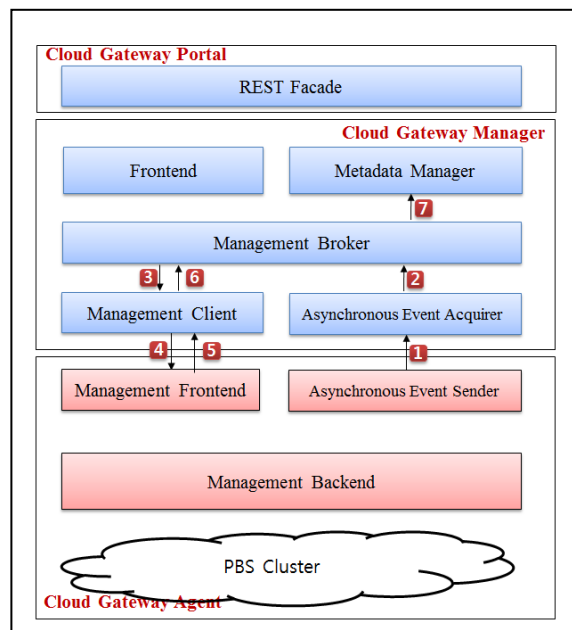 Cloud Gateway Portal
REST Facade
Cloud Gateway Manager
Frontend
Metadata Manager
7
Management Broker
3
6
2
Management Client
Asynchronous Event Acquirer
4
5
1
Management Frontend
Asynchronous Event Sender
Management Backend
PBS Cluster
Cloud Gateway Agent